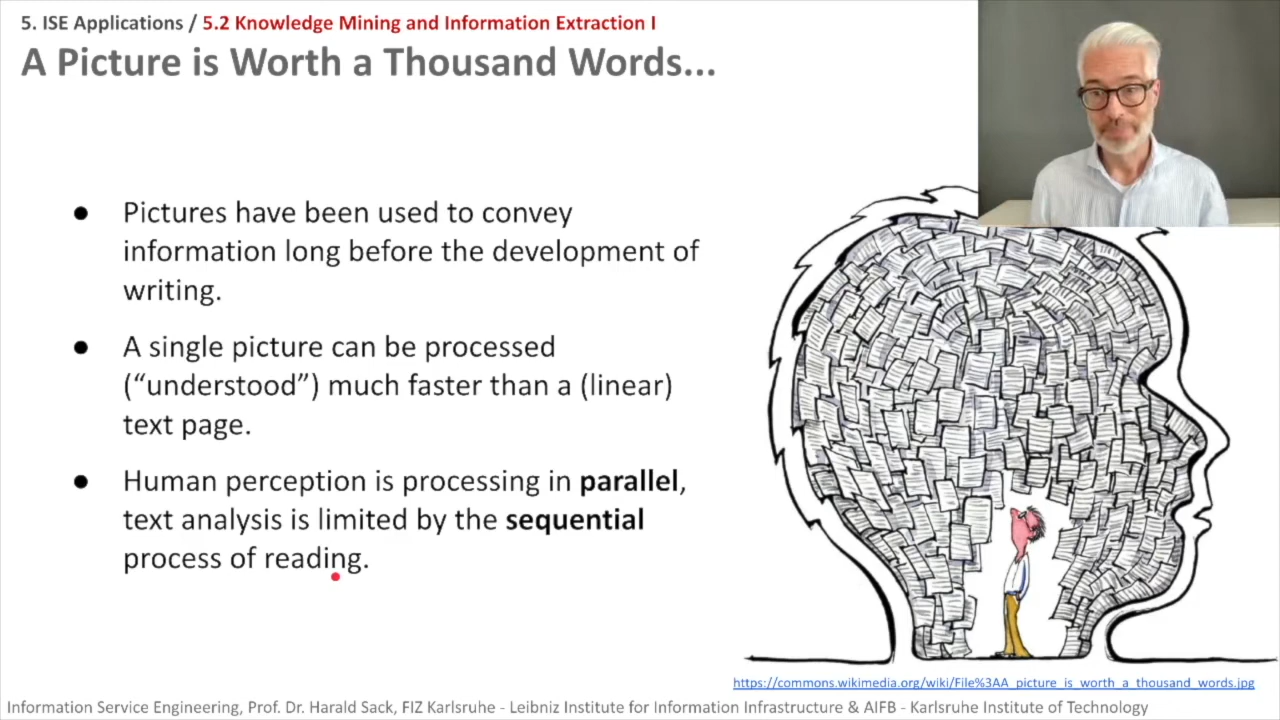 5. ISE Applications / 5.2 Knowledge Mining and Information Extraction I
A Picture is Worth a Thousand Words...
● Pictures have been used to convey
information long before the development of
writing.
● A single picture can be processed
(“understood”) much faster than a (linear)
text page.
● Human perception is processing in parallel,
text analysis is limited by the sequential
process of reading.
https://commons.wikimedia.org/wiki/File%3AA_picture_is_worth_a_thousand_words.jpg
Information Service Engineering, Prof. Dr. Harald Sack, FIZ Karlsruhe - Leibniz Institute for Information Infrastructure & AIFB - Karlsruhe Institute of Technology